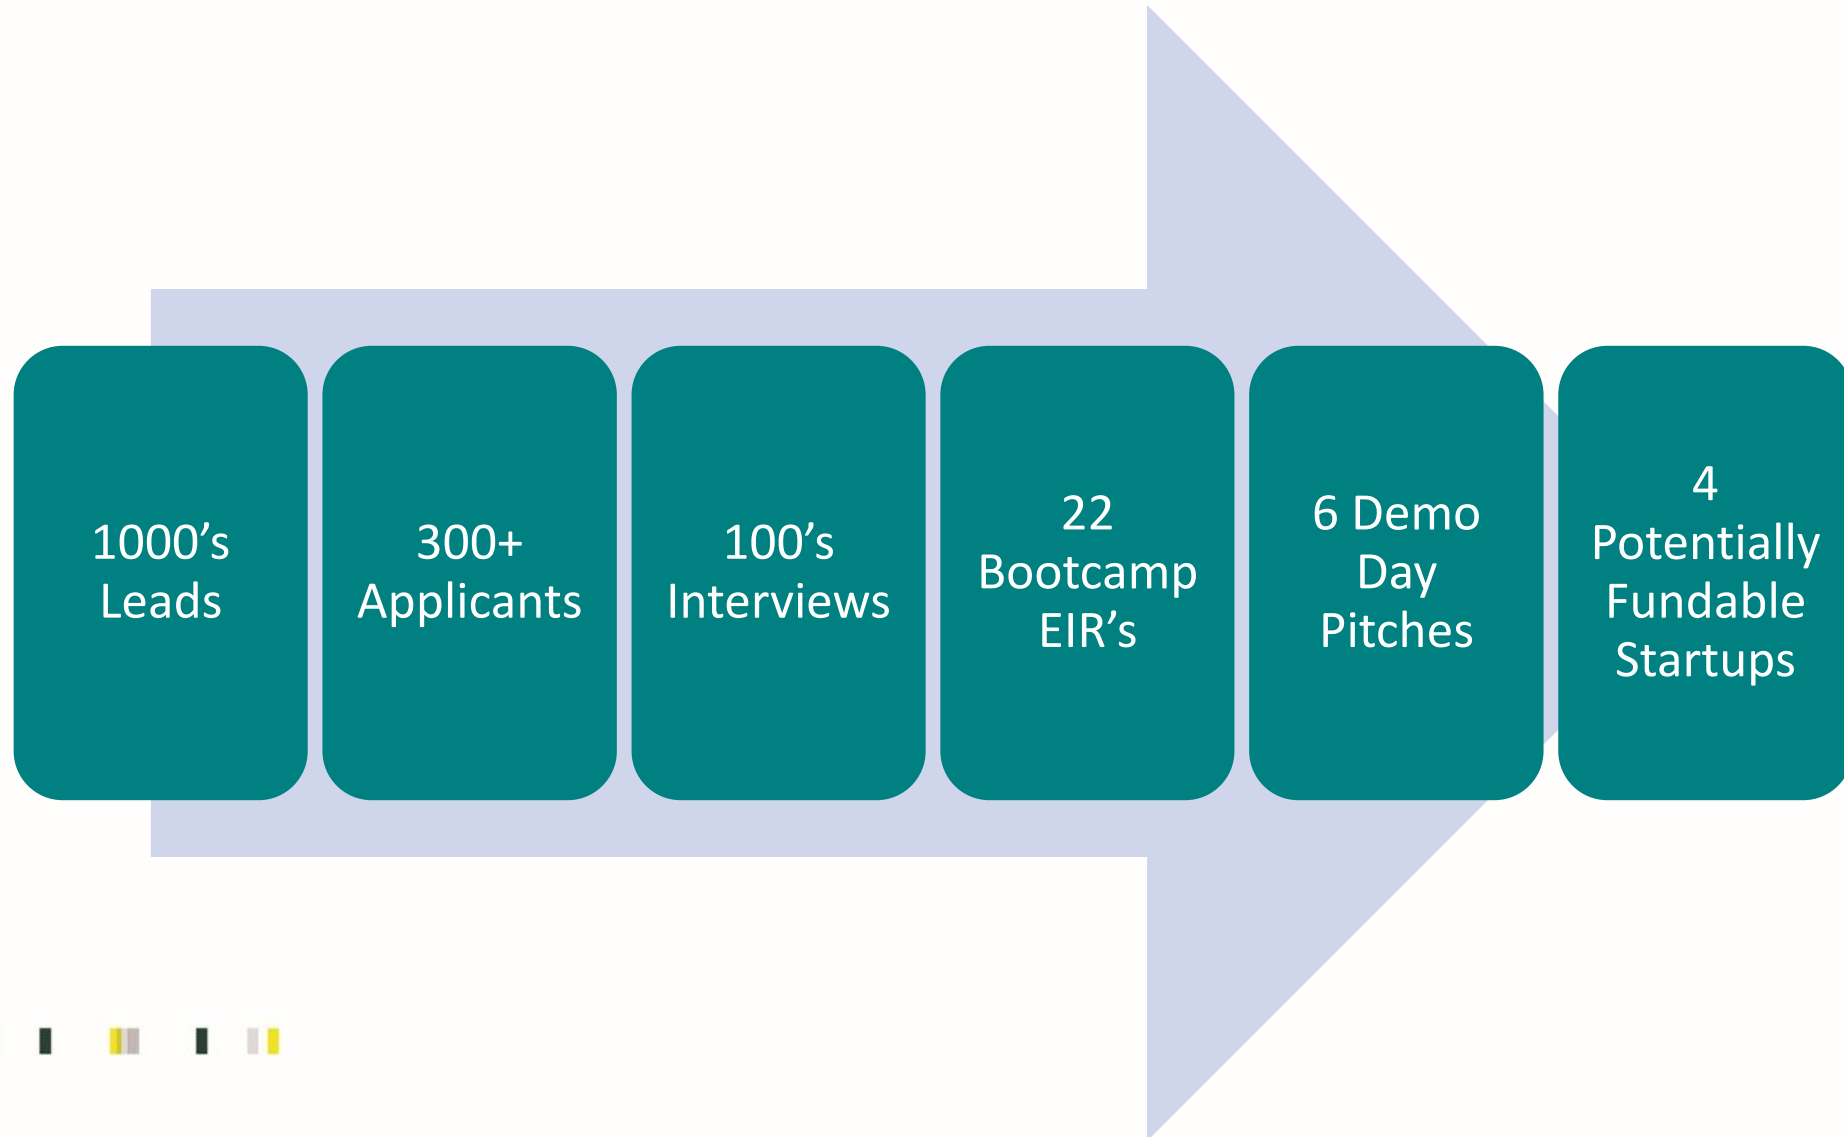 1000’s
Leads
300+
Applicants
100’s
Interviews
22
Bootcamp
EIR’s
6 Demo
Day
Pitches
4
Potentially
Fundable
Startups